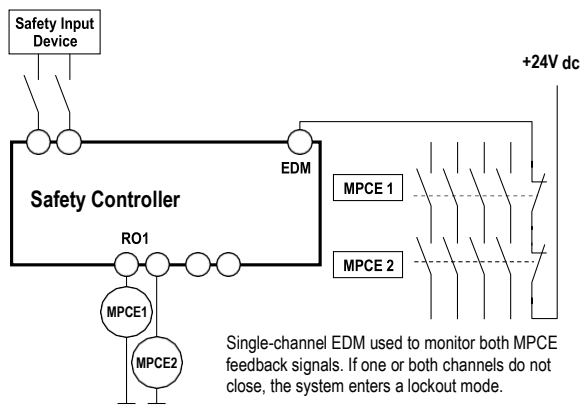 Safety Input
Device
+24V dc
EDM
Safety Controller
MPCE 1
RO1
MPCE 2
MPCE1
MPCE2
Single-channel EDM used to monitor both MPCE
feedback signals. If one or both channels do not
close, the system enters a lockout mode.